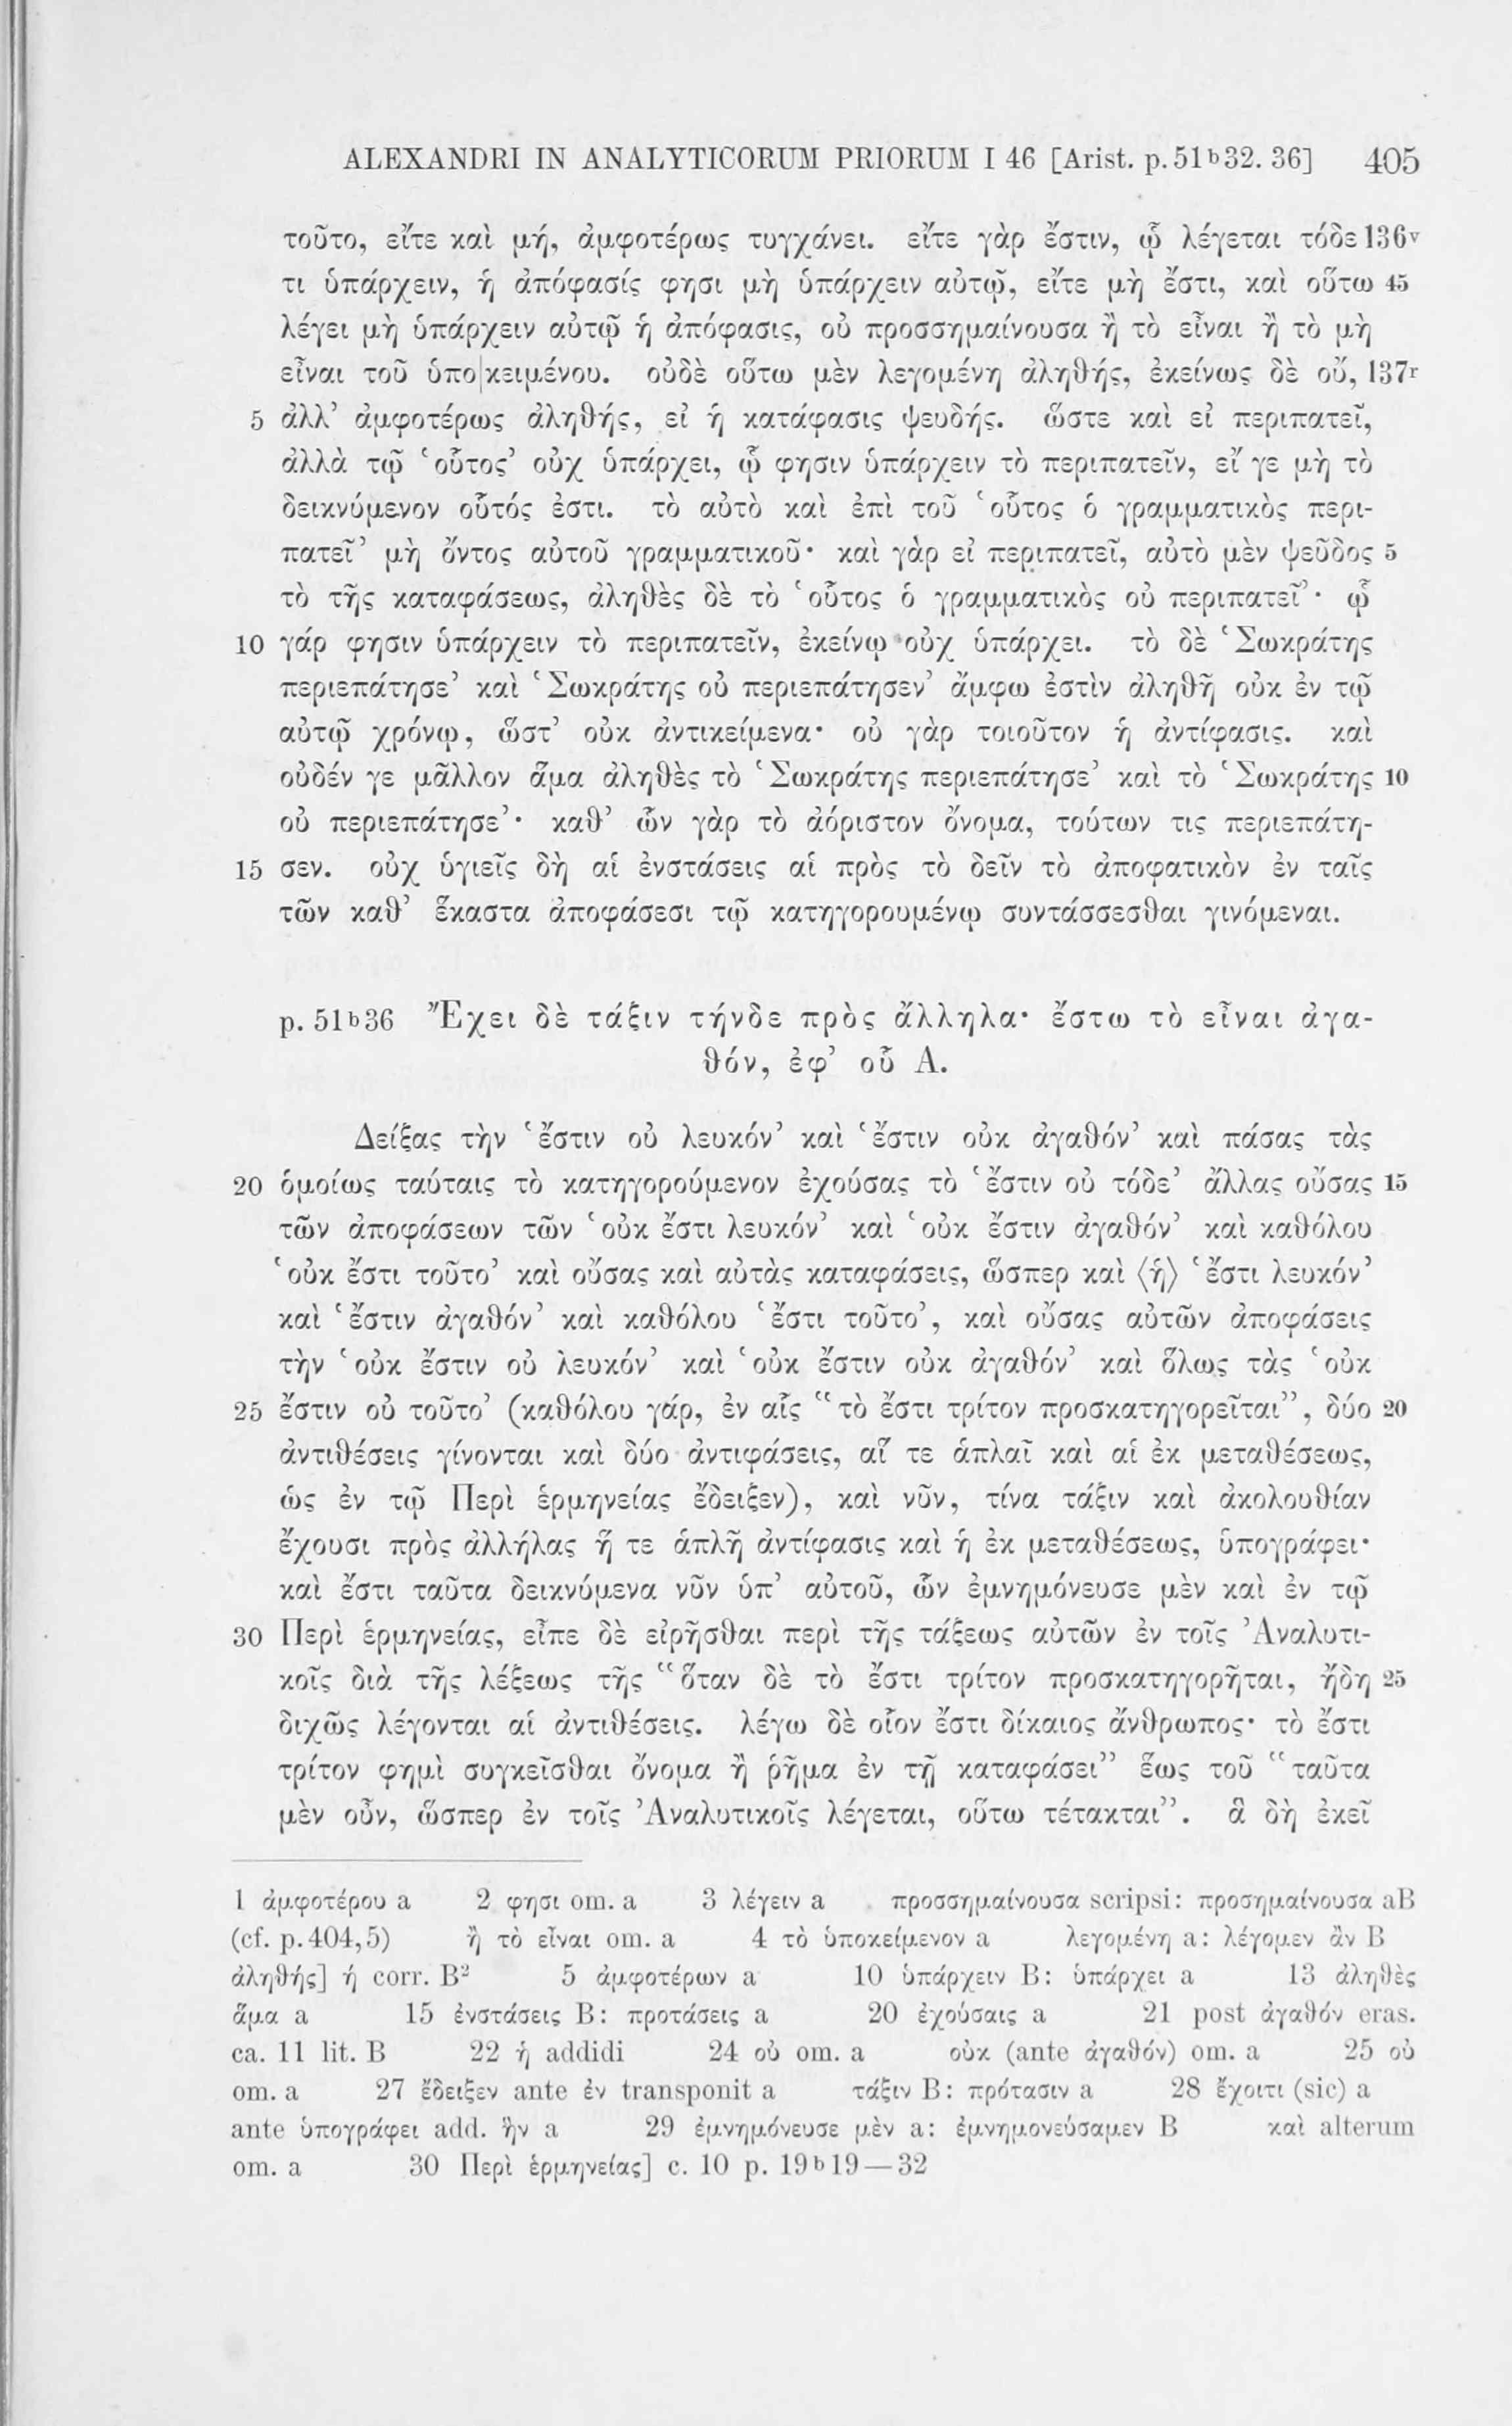 ALEXANDRI IN ANALYTICORUM PRIORUM I 46 [Arist. p. 51ᵇ32. 36] 405
τοῦτο, εἴτε καὶ μή, ἀμφοτέρως τυγχάνει. εἴτε γὰρ ἔστιν, ᾧ λέγεται τόδε 136ᵛ
τι ὑπάρχειν, ἡ ἀπόφασίς φησι μὴ ὑπάρχειν αὐτῷ, εἴτε μὴ ἔστι, καὶ οὕτω 45
λέγει μὴ ὑπάρχειν αὐτῷ ἡ ἀπόφασις, οὐ προσσημαίνουσα ἢ τὸ εἶναι ἢ τὸ μὴ
εἶναι τοῦ ὑπο|κειμένου. οὐδὲ οὕτω μὲν λεγομένη ἀληθής, ἐκείνως δὲ οὔ, 137ʳ
5 ἀλλ’ ἀμφοτέρως ἀληθής, εἰ ἡ κατάφασις ψευδής. ὥστε καὶ εἰ περιπατεῖ,
ἀλλὰ τῷ ‘οὗτος’ οὐχ ὑπάρχει, ᾧ φησιν ὑπάρχειν τὸ περιπατεῖν, εἴ γε μὴ τὸ
δεικνύμενον οὗτός ἐστι. τὸ αὐτὸ καὶ ἐπὶ τοῦ ‘οὗτος ὁ γραμματικὸς περι-
πατεῖ’ μὴ ὄντος αὐτοῦ γραμματικοῦ· καὶ γὰρ εἰ περιπατεῖ, αὐτὸ μὲν ψεῦδος 5
τὸ τῆς καταφάσεως, ἀληθὲς δὲ τὸ ‘οὗτος ὁ γραμματικὸς οὐ περιπατεῖ’· ᾧ
10 γάρ φησιν ὑπάρχειν τὸ περιπατεῖν, ἐκείνῳ οὐχ ὑπάρχει. τὸ δὲ ‘Σωκράτης
περιεπάτησε’ καὶ ‘Σωκράτης οὐ περιεπάτησεν’ ἄμφω ἐστὶν ἀληθῆ οὐκ ἐν τῷ
αὐτῷ χρόνῳ, ὥστ’ οὐκ ἀντικείμενα· οὐ γὰρ τοιοῦτον ἡ ἀντίφασις. καὶ
οὐδέν γε μᾶλλον ἅμα ἀληθὲς τὸ ‘Σωκράτης περιεπάτησε’ καὶ τὸ ‘Σωκράτης 10
οὐ περιεπάτησε’· καθ’ ὧν γὰρ τὸ ἀόριστον ὄνομα, τούτων τις περιεπάτη-
15 σεν. οὐχ ὑγιεῖς δὴ αἱ ἐνστάσεις αἱ πρὸς τὸ δεῖν τὸ ἀποφατικὸν ἐν ταῖς
τῶν καθ’ ἕκαστα ἀποφάσεσι τῷ κατηγορουμένῳ συντάσσεσθαι γινόμεναι.
p. 51ᵇ36 Ἔχει δὲ τάξιν τήνδε πρὸς ἄλληλα· ἔστω τὸ εἶναι ἀγα-
θόν, ἐφ’ οὗ Α.
Δείξας τὴν ‘ἔστιν οὐ λευκόν’ καὶ ‘ἔστιν οὐκ ἀγαθόν’ καὶ πάσας τὰς
20 ὁμοίως ταύταις τὸ κατηγορούμενον ἐχούσας τὸ ‘ἔστιν οὐ τόδε’ ἄλλας οὔσας 15
τῶν ἀποφάσεων τῶν ‘οὐκ ἔστι λευκόν’ καὶ ‘οὐκ ἔστιν ἀγαθόν’ καὶ καθόλου
‘οὐκ ἔστι τοῦτο’ καὶ οὔσας καὶ αὐτὰς καταφάσεις, ὥσπερ καὶ ⟨ἡ⟩ ‘ἔστι λευκόν’
καὶ ‘ἔστιν ἀγαθόν’ καὶ καθόλου ‘ἔστι τοῦτο’, καὶ οὔσας αὐτῶν ἀποφάσεις
τὴν ‘οὐκ ἔστιν οὐ λευκόν’ καὶ ‘οὐκ ἔστιν οὐκ ἀγαθόν’ καὶ ὅλως τὰς ‘οὐκ
25 ἔστιν οὐ τοῦτο’ (καθόλου γάρ, ἐν αἷς “τὸ ἔστι τρίτον προσκατηγορεῖται”, δύο 20
ἀντιθέσεις γίνονται καὶ δύο ἀντιφάσεις, αἵ τε ἁπλαῖ καὶ αἱ ἐκ μεταθέσεως,
ὡς ἐν τῷ Περὶ ἑρμηνείας ἔδειξεν), καὶ νῦν, τίνα τάξιν καὶ ἀκολουθίαν
ἔχουσι πρὸς ἀλλήλας ἥ τε ἁπλῆ ἀντίφασις καὶ ἡ ἐκ μεταθέσεως, ὑπογράφει·
καὶ ἔστι ταῦτα δεικνύμενα νῦν ὑπ’ αὐτοῦ, ὧν ἐμνημόνευσε μὲν καὶ ἐν τῷ
30 Περὶ ἑρμηνείας, εἶπε δὲ εἰρῆσθαι περὶ τῆς τάξεως αὐτῶν ἐν τοῖς Ἀναλυτι-
κοῖς διὰ τῆς λέξεως τῆς “ὅταν δὲ τὸ ἔστι τρίτον προσκατηγορῆται, ἤδη 25
διχῶς λέγονται αἱ ἀντιθέσεις. λέγω δὲ οἷον ἔστι δίκαιος ἄνθρωπος· τὸ ἔστι
τρίτον φημὶ συγκεῖσθαι ὄνομα ἢ ῥῆμα ἐν τῇ καταφάσει” ἕως τοῦ “ταῦτα
μὲν οὖν, ὥσπερ ἐν τοῖς Ἀναλυτικοῖς λέγεται, οὕτω τέτακται”. ἃ δὴ ἐκεῖ
1 ἀμφοτέρου a 2 φησι om. a 3 λέγειν a προσσημαίνουσα scripsi: προσημαίνουσα aB
(cf. p. 404,5) ἢ τὸ εἶναι om. a 4 τὸ ὑποκείμενον a λεγομένη a: λέγομεν ἂν B
ἀληθής] ή corr. B² 5 ἀμφοτέρων a 10 ὑπάρχειν B: ὑπάρχει a 13 ἀληθὲς
ἅμα a 15 ἐνστάσεις B: προτάσεις a 20 ἐχούσαις a 21 post ἀγαθόν eras.
ca. 11 lit. B 22 ἡ addidi 24 οὐ om. a οὐκ (ante ἀγαθόν) om. a 25 οὐ
om. a 27 ἔδειξεν ante ἐν transponit a τάξιν B: πρότασιν a 28 ἔχοιτι (sic) a
ante ὑπογράφει add. ἣν a 29 ἐμνημόνευσε μὲν a: ἐμνημονεύσαμεν B καὶ alterum
om. a 30 Περὶ ἑρμηνείας] c. 10 p. 19ᵇ19—32